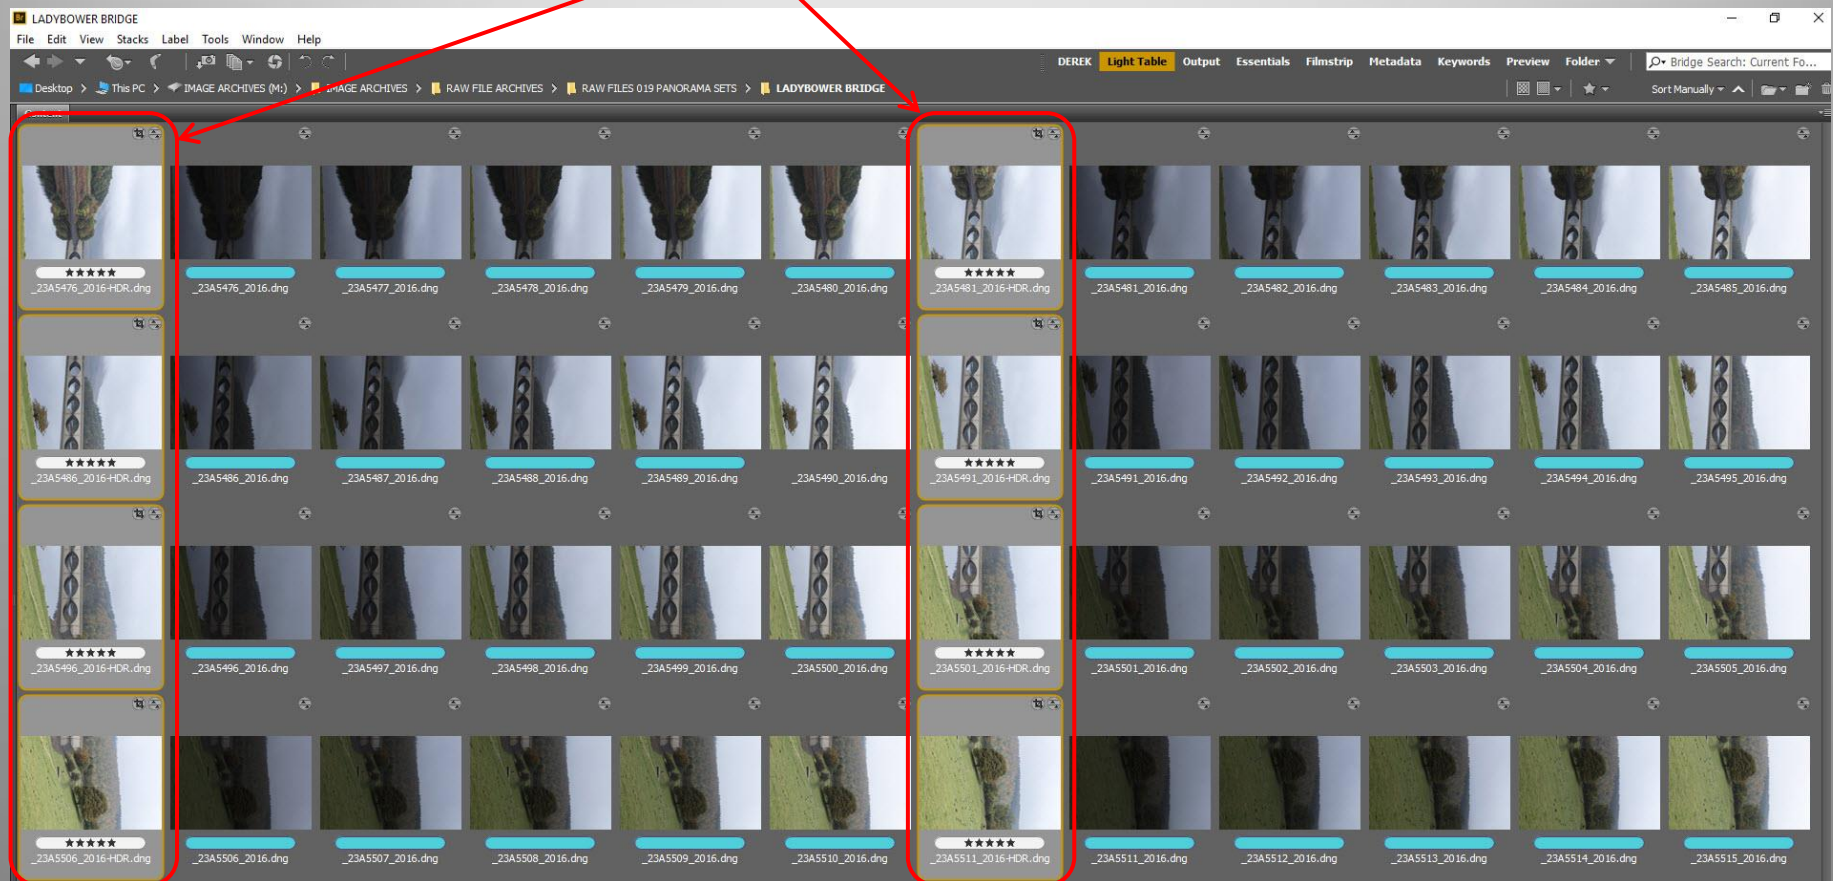 Br LADYBOWER BRIDGE
File Edit View Stacks Label Tools Window Help
DEREK Light Table Output Essentials Filmstrip Metadata Keywords Preview Folder Bridge Search: Current Fo...
Desktop > This PC > IMAGE ARCHIVES (M:) > IMAGE ARCHIVES > RAW FILE ARCHIVES > RAW FILES 019 PANORAMA SETS > LADYBOWER BRIDGE Sort Manually
★★★★★ ★★★★★
_23A5476_2016-HDR.dng _23A5476_2016.dng _23A5477_2016.dng _23A5478_2016.dng _23A5479_2016.dng _23A5480_2016.dng _23A5481_2016-HDR.dng _23A5481_2016.dng _23A5482_2016.dng _23A5483_2016.dng _23A5484_2016.dng _23A5485_2016.dng
★★★★★ ★★★★★
_23A5486_2016-HDR.dng _23A5486_2016.dng _23A5487_2016.dng _23A5488_2016.dng _23A5489_2016.dng _23A5490_2016.dng _23A5491_2016-HDR.dng _23A5491_2016.dng _23A5492_2016.dng _23A5493_2016.dng _23A5494_2016.dng _23A5495_2016.dng
★★★★★ ★★★★★
_23A5496_2016-HDR.dng _23A5496_2016.dng _23A5497_2016.dng _23A5498_2016.dng _23A5499_2016.dng _23A5500_2016.dng _23A5501_2016-HDR.dng _23A5501_2016.dng _23A5502_2016.dng _23A5503_2016.dng _23A5504_2016.dng _23A5505_2016.dng
★★★★★ ★★★★★
_23A5506_2016-HDR.dng _23A5506_2016.dng _23A5507_2016.dng _23A5508_2016.dng _23A5509_2016.dng _23A5510_2016.dng _23A5511_2016-HDR.dng _23A5511_2016.dng _23A5512_2016.dng _23A5513_2016.dng _23A5514_2016.dng _23A5515_2016.dng